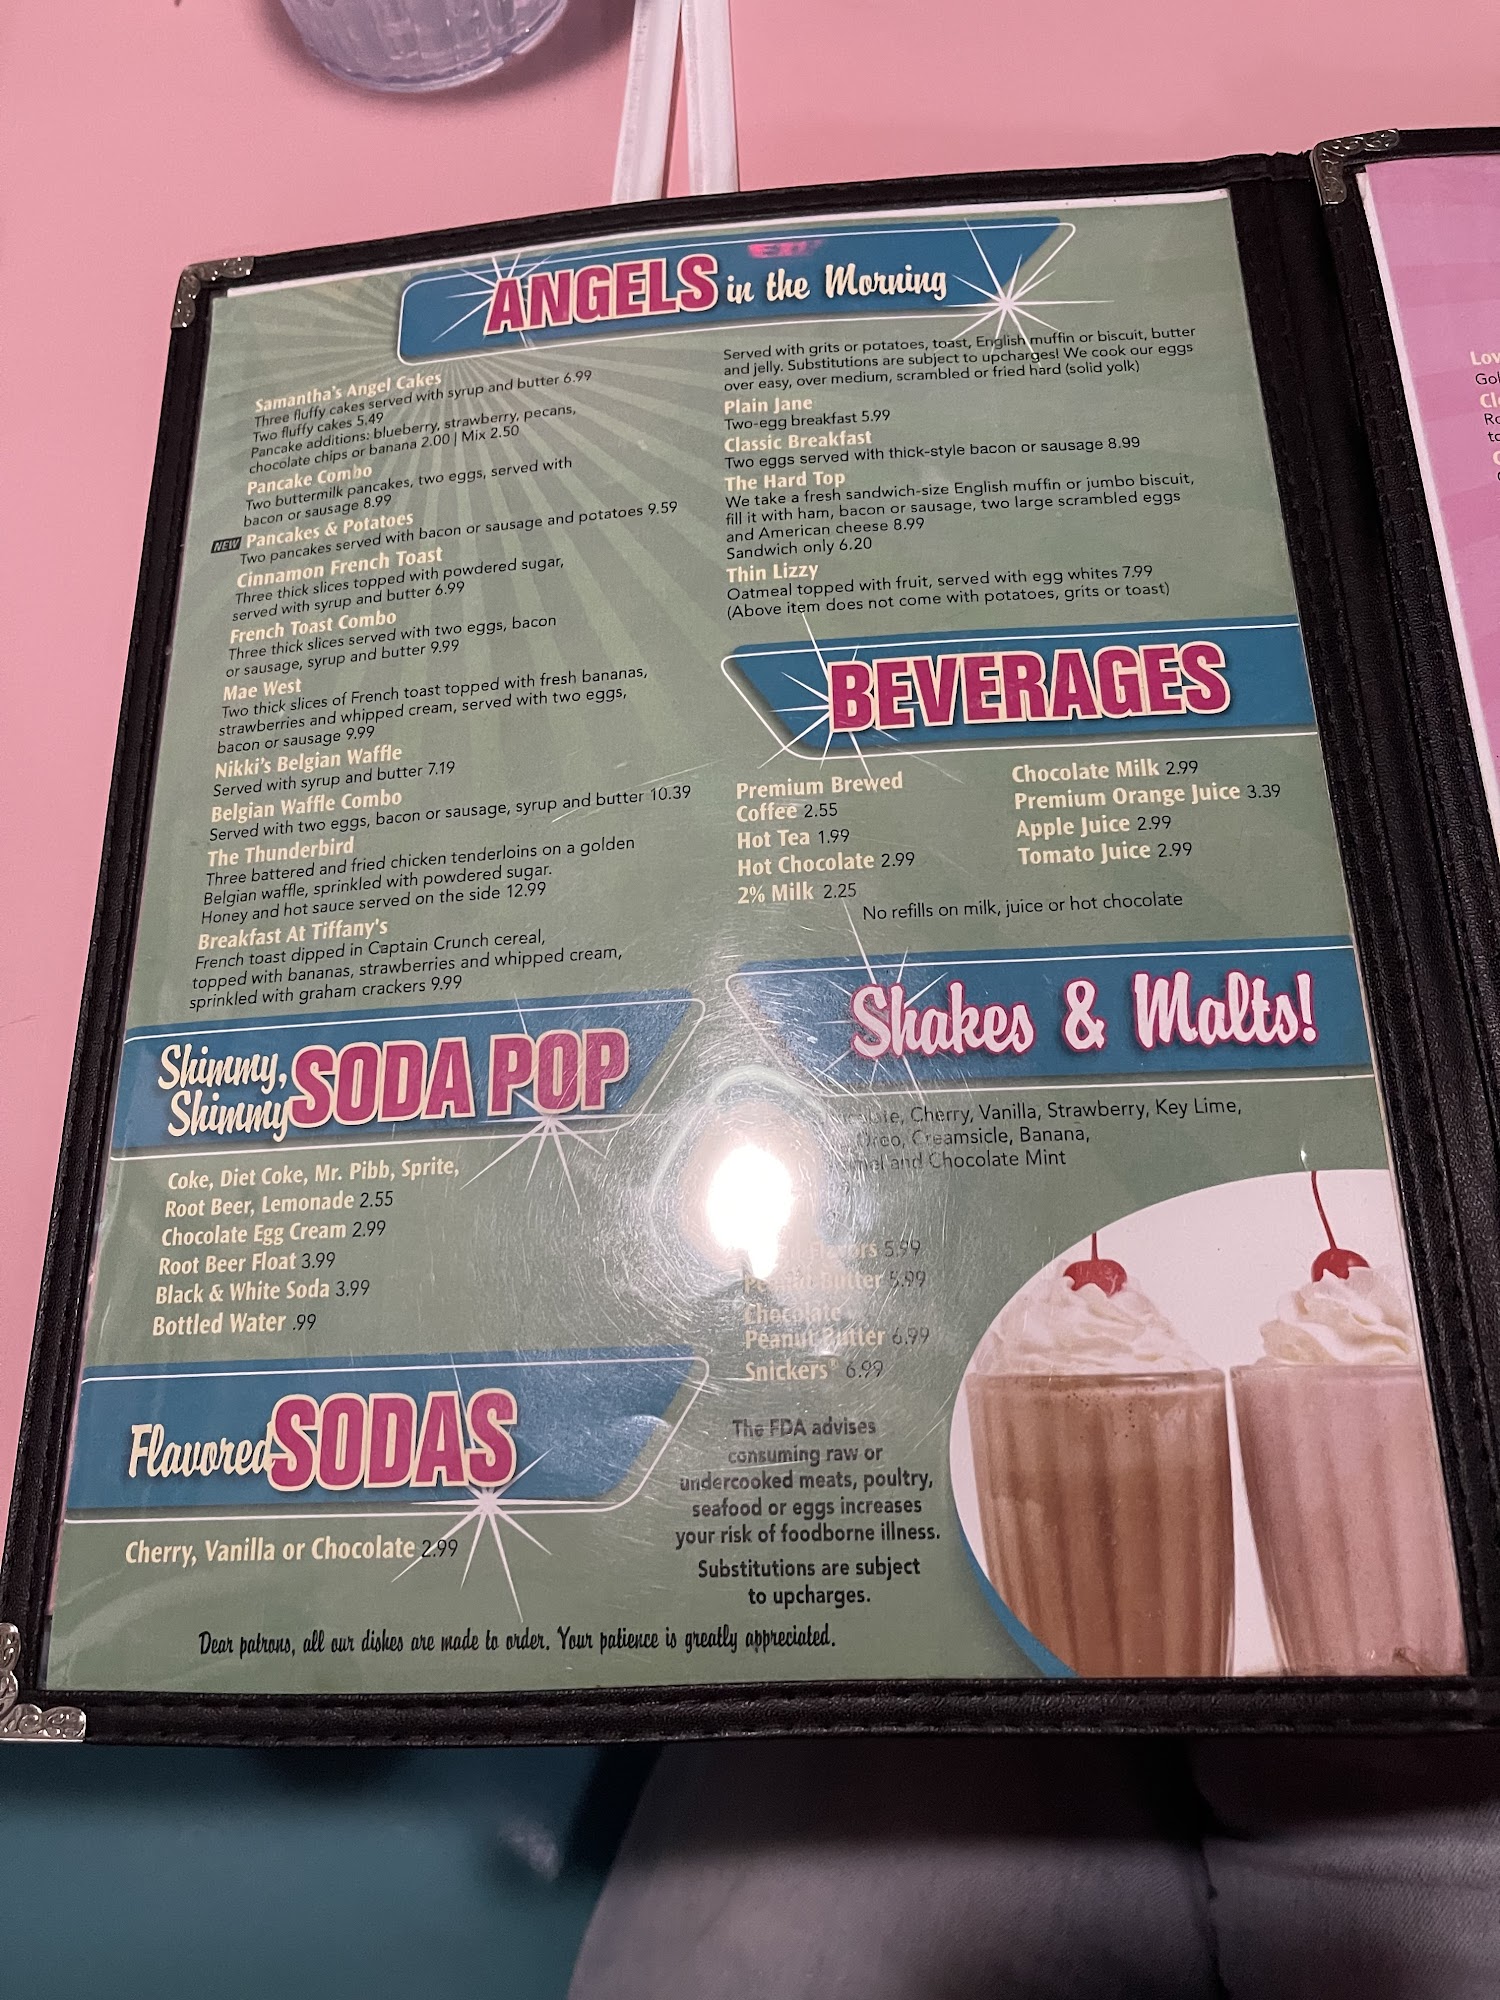 ANGELS in the Morning
Samantha's Angel Cakes
Three fluffy cakes served with syrup and butter 6.99
Two fluffy cakes 5.49
Pancake additions: blueberry, strawberry, pecans,
chocolate chips or banana 2.00 | Mix 2.50
Pancake Combo
Two buttermilk pancakes, two eggs, served with
bacon or sausage 8.99
NEW Pancakes & Potatoes
Two pancakes served with bacon or sausage and potatoes 9.59
Cinnamon French Toast
Three thick slices topped with powdered sugar,
served with syrup and butter 6.99
French Toast Combo
Three thick slices served with two eggs, bacon
or sausage, syrup and butter 9.99
Mae West
Two thick slices of French toast topped with fresh bananas,
strawberries and whipped cream, served with two eggs,
bacon or sausage 9.99
Nikki's Belgian Waffle
Served with syrup and butter 7.19
Belgian Waffle Combo
Served with two eggs, bacon or sausage, syrup and butter 10.39
The Thunderbird
Three battered and fried chicken tenderloins on a golden
Belgian waffle, sprinkled with powdered sugar.
Honey and hot sauce served on the side 12.99
Breakfast At Tiffany's
French toast dipped in Captain Crunch cereal,
topped with bananas, strawberries and whipped cream,
sprinkled with graham crackers 9.99
Served with grits or potatoes, toast, English muffin or biscuit, butter
and jelly. Substitutions are subject to upcharges! We cook our eggs
over easy, over medium, scrambled or fried hard (solid yolk)
Plain Jane
Two-egg breakfast 5.99
Classic Breakfast
Two eggs served with thick-style bacon or sausage 8.99
The Hard Top
We take a fresh sandwich-size English muffin or jumbo biscuit,
fill it with ham, bacon or sausage, two large scrambled eggs
and American cheese 8.99
Sandwich only 6.20
Thin Lizzy
Oatmeal topped with fruit, served with egg whites 7.99
(Above item does not come with potatoes, grits or toast)
BEVERAGES
Premium Brewed
Coffee 2.55
Hot Tea 1.99
Hot Chocolate 2.99
2% Milk 2.25
Chocolate Milk 2.99
Premium Orange Juice 3.39
Apple Juice 2.99
Tomato Juice 2.99
No refills on milk, juice or hot chocolate
Shimmy, Shimmy SODA POP
Coke, Diet Coke, Mr. Pibb, Sprite,
Root Beer, Lemonade 2.55
Chocolate Egg Cream 2.99
Root Beer Float 3.99
Black & White Soda 3.99
Bottled Water .99
Flavored SODAS
Cherry, Vanilla or Chocolate 2.99
Shakes & Malts!
Cherry, Vanilla, Strawberry, Key Lime,
Oreo, Creamsicle, Banana,
and Chocolate Mint
Flavors 5.99
Peanut Butter 5.99
Chocolate
Peanut Butter 6.99
Snickers® 6.99
The FDA advises
consuming raw or
undercooked meats, poultry,
seafood or eggs increases
your risk of foodborne illness.
Substitutions are subject
to upcharges.
Dear patrons, all our dishes are made to order. Your patience is greatly appreciated.